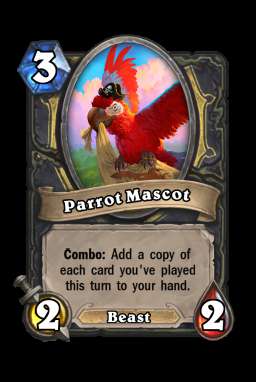 3
Parrot Mascot
Combo: Add a copy of
each card you've played
this turn to your hand.
2
Beast
2